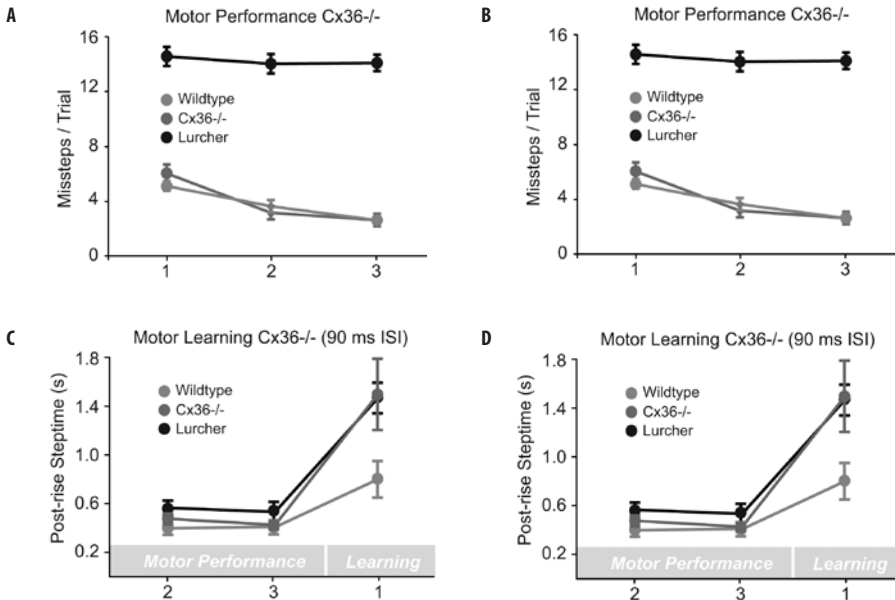 A
Motor Performance Cx36-/-
Missteps / Trial
16
12
8
4
0
Wildtype
Cx36-/-
Lurcher
1 2 3
B
Motor Performance Cx36-/-
Missteps / Trial
16
12
8
4
0
Wildtype
Cx36-/-
Lurcher
1 2 3
C
Motor Learning Cx36-/- (90 ms ISI)
Post-rise Steptime (s)
1.8
1.4
1.0
0.6
0.2
Wildtype
Cx36-/-
Lurcher
Motor Performance Learning
2 3 1
D
Motor Learning Cx36-/- (90 ms ISI)
Post-rise Steptime (s)
1.8
1.4
1.0
0.6
0.2
Wildtype
Cx36-/-
Lurcher
Motor Performance Learning
2 3 1